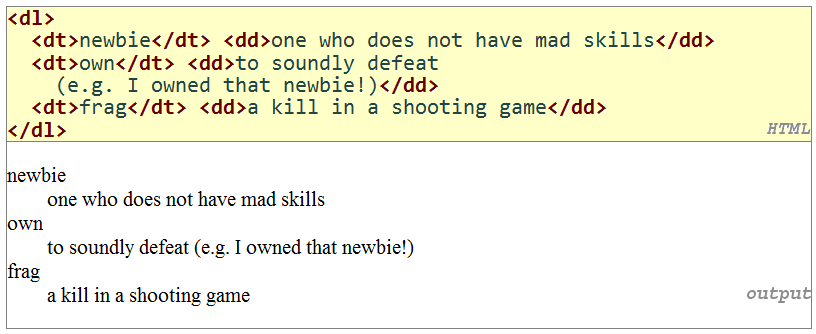 <dl>
  <dt>newbie</dt> <dd>one who does not have mad skills</dd>
  <dt>own</dt> <dd>to soundly defeat
    (e.g. I owned that newbie!)</dd>
  <dt>frag</dt> <dd>a kill in a shooting game</dd>
</dl>
HTML
newbie
one who does not have mad skills
own
to soundly defeat (e.g. I owned that newbie!)
frag
a kill in a shooting game
output